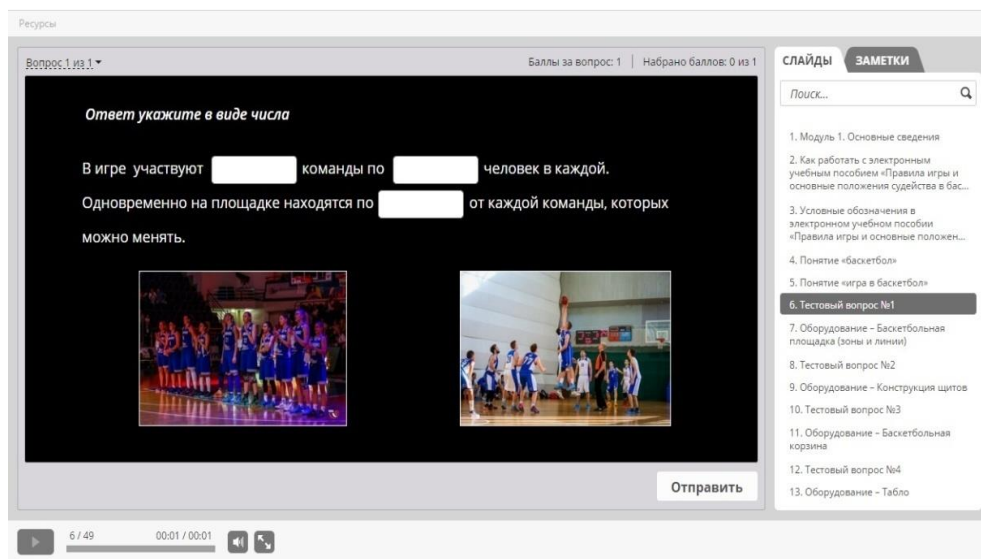 Ресурсы
Вопрос 1 из 1
Баллы за вопрос: 1 | Набрано баллов: 0 из 1
Ответ укажите в виде числа
В игре участвуют команды по человек в каждой.
Одновременно на площадке находятся по от каждой команды, которых
можно менять.
Отправить
6 / 49
00:01 / 00:01
СЛАЙДЫ
ЗАМЕТКИ
Поиск...
1. Модуль 1. Основные сведения
2. Как работать с электронным
учебным пособием «Правила игры и
основные положения судейства в бас...
3. Условные обозначения в
электронном учебном пособии
«Правила игры и основные положен...
4. Понятие «баскетбол»
5. Понятие «игра в баскетбол»
6. Тестовый вопрос №1
7. Оборудование – Баскетбольная
площадка (зоны и линии)
8. Тестовый вопрос №2
9. Оборудование – Конструкция щитов
10. Тестовый вопрос №3
11. Оборудование – Баскетбольная
корзина
12. Тестовый вопрос №4
13. Оборудование – Табло